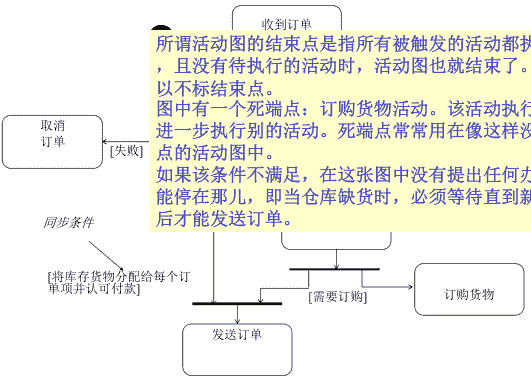 收到订单
所谓活动图的结束点是指所有被触发的活动都执
，且没有待执行的活动时，活动图也就结束了。
以不标结束点。
图中有一个死端点：订购货物活动。该活动执行
进一步执行别的活动。死端点常常用在像这样没
点的活动图中。
如果该条件不满足，在这张图中没有提出任何办
能停在那儿，即当仓库缺货时，必须等待直到新
后才能发送订单。
取消
订单
[失败]
同步条件
[将库存货物分配给每个订
单项并认可付款]
[需要订购]
订购货物
发送订单